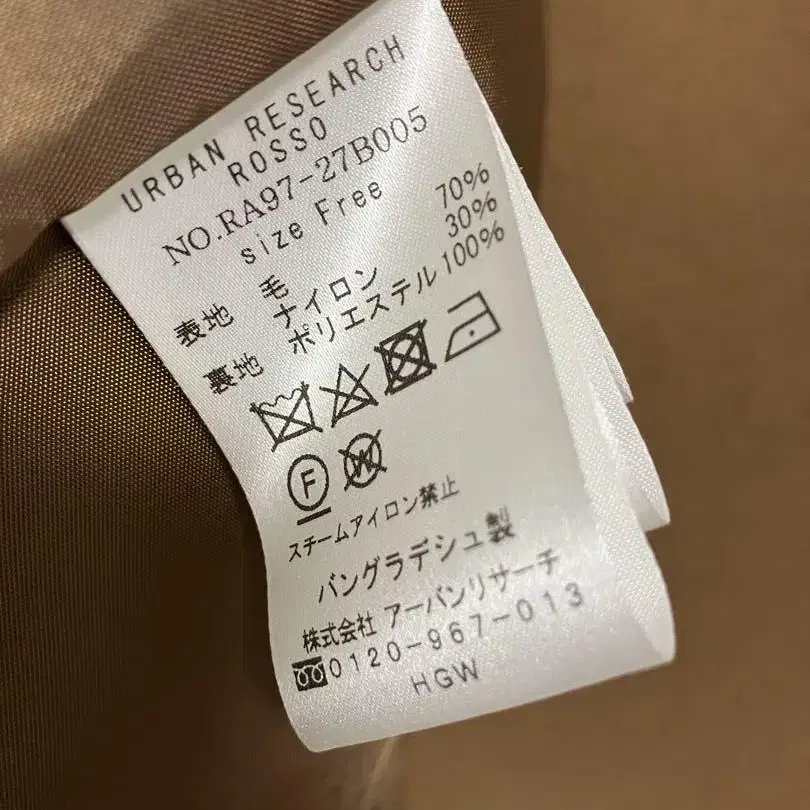 URBAN RESEARCH
ROSSO
NO.RA97-27B005
size Free
表地 毛 70%
ナイロン 30%
裏地 ポリエステル 100%
F
W
スチームアイロン禁止
バングラデシュ製
株式会社 アーバンリサーチ
0120-967-013
HGW